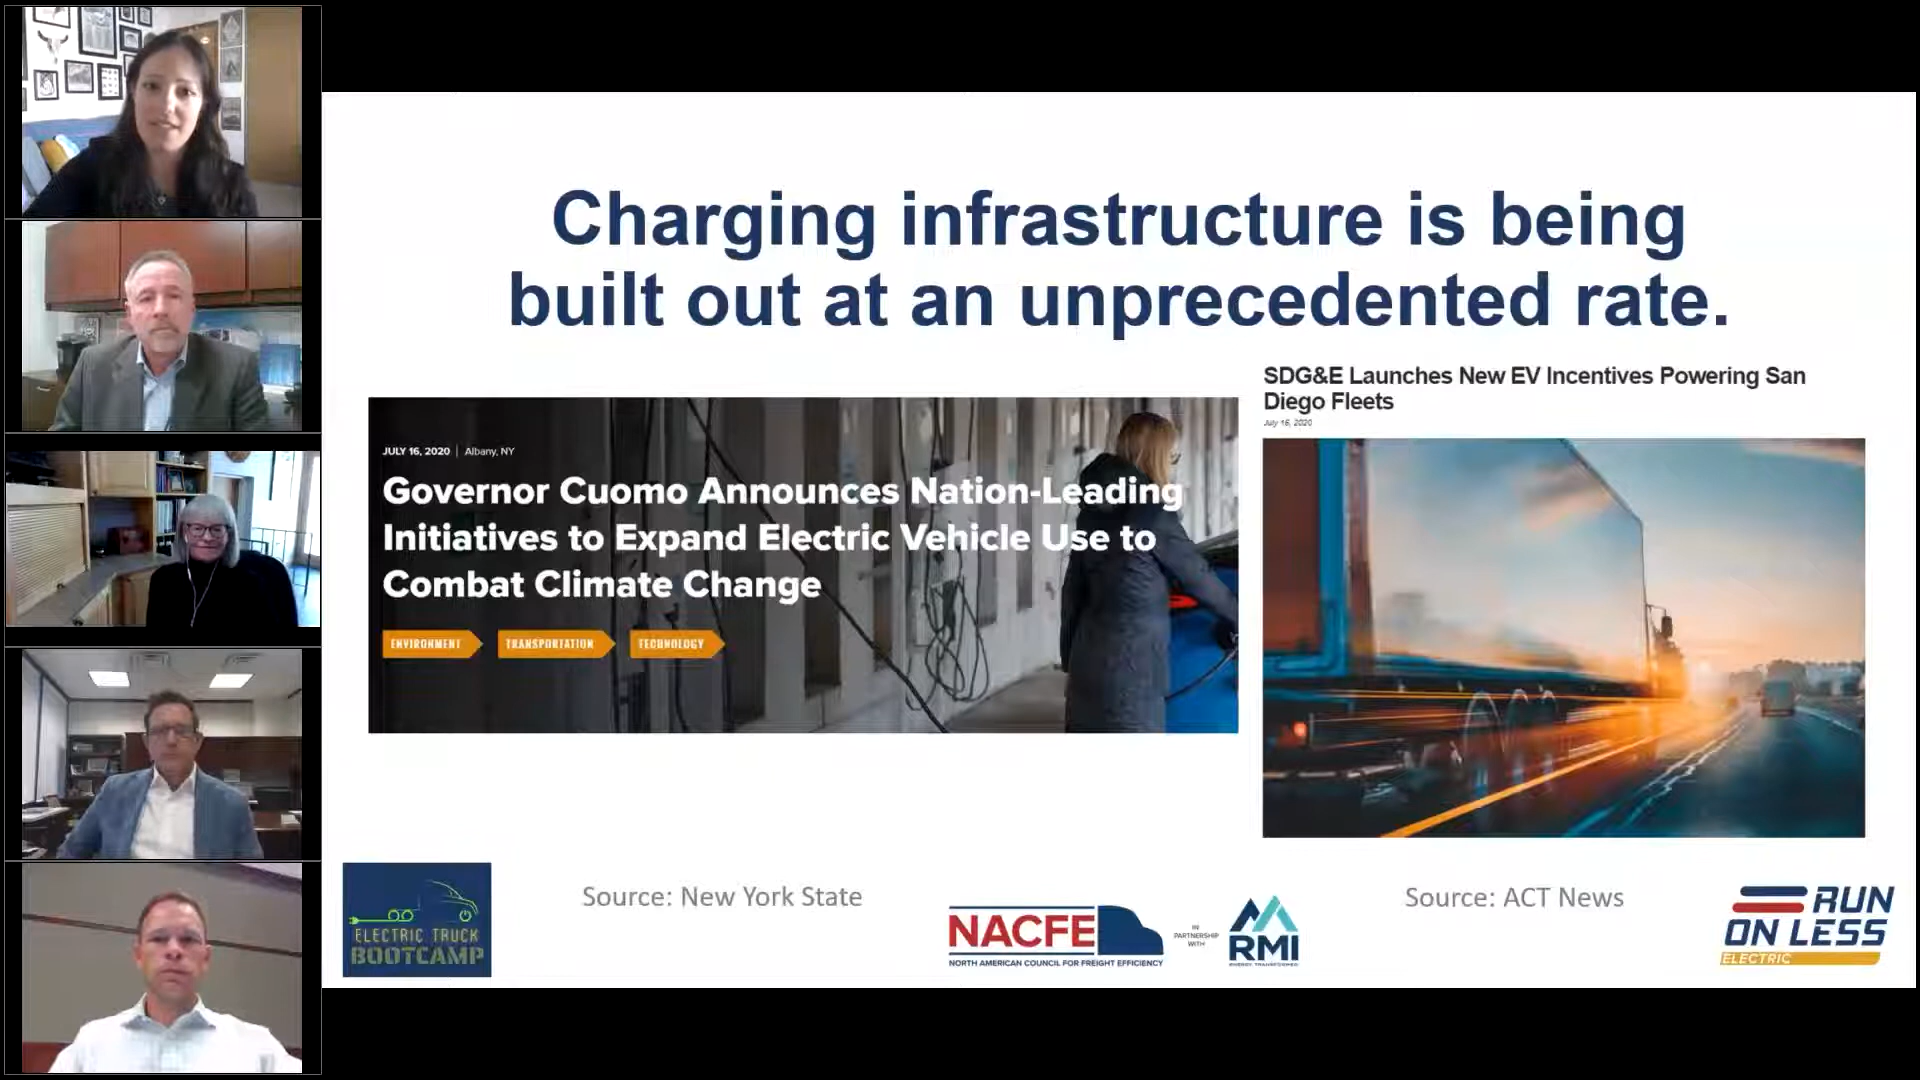 Charging infrastructure is being
built out at an unprecedented rate.
SDG&E Launches New EV Incentives Powering San
Diego Fleets
July 16, 2020
JULY 16, 2020 | Albany, NY
Governor Cuomo Announces Nation-Leading
Initiatives to Expand Electric Vehicle Use to
Combat Climate Change
ENVIRONMENT
TRANSPORTATION
TECHNOLOGY
ELECTRIC TRUCK
BOOTCAMP
Source: New York State
NACFE
NORTH AMERICAN COUNCIL FOR FREIGHT EFFICIENCY
IN
PARTNERSHIP
WITH
RMI
ENERGY. TRANSFORMED.
Source: ACT News
RUN
ON LESS
ELECTRIC